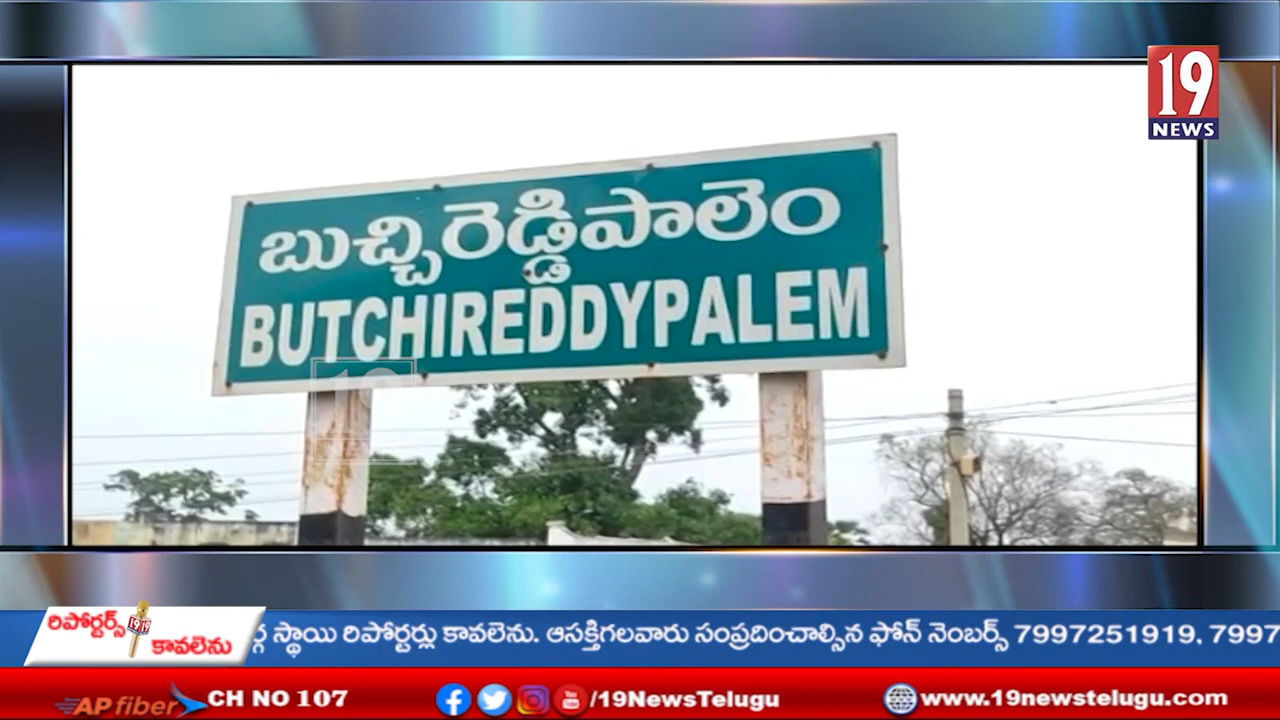 19
NEWS
బుచ్చిరెడ్డిపాలెం
BUTCHIREDDYPALEM
రిపోర్టర్స్
కావలెను
స్థాయి రిపోర్టర్లు కావలెను. ఆసక్తిగలవారు సంప్రదించాల్సిన ఫోన్ నెంబర్స్ 7997251919, 7997
AP fiber CH NO 107 /19NewsTelugu www.19newstelugu.com